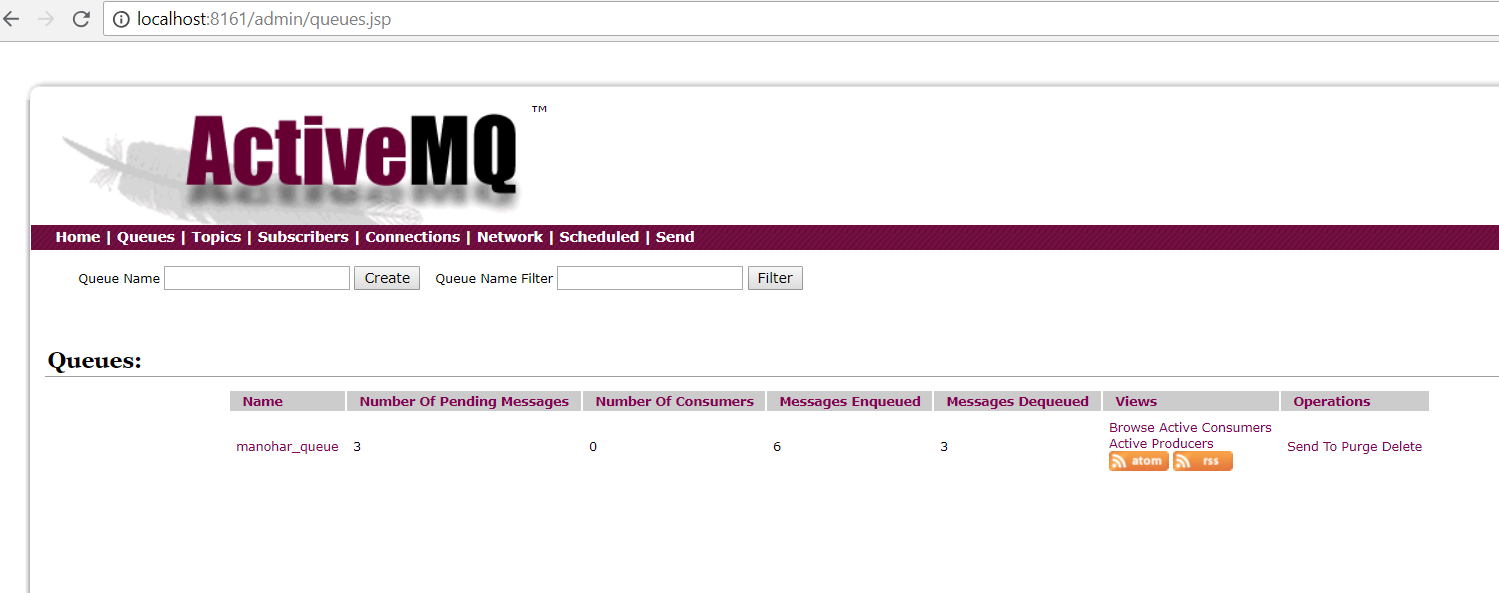 localhost:8161/admin/queues.jsp
ActiveMQ ™
Home | Queues | Topics | Subscribers | Connections | Network | Scheduled | Send
Queue Name Create Queue Name Filter Filter
Queues:
Name Number Of Pending Messages Number Of Consumers Messages Enqueued Messages Dequeued Views Operations
manohar_queue 3 0 6 3 Browse Active Consumers
Active Producers
atom rss
Send To Purge Delete